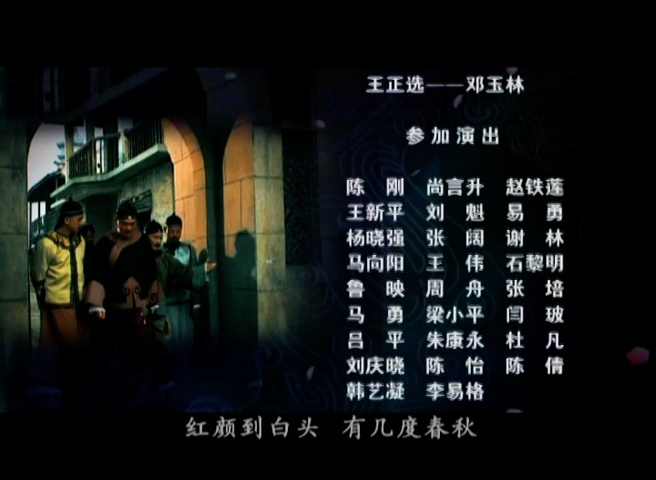 王正选——邓玉林
参加演出
陈 刚 尚言升 赵铁莲
王新平 刘 魁 易 勇
杨晓强 张 阔 谢 林
马向阳 王 伟 石黎明
鲁 映 周 舟 张 培
马 勇 梁小平 闫 玻
吕 平 朱康永 杜 凡
刘庆晓 陈 怡 陈 倩
韩艺凝 李易格
红颜到白头 有几度春秋